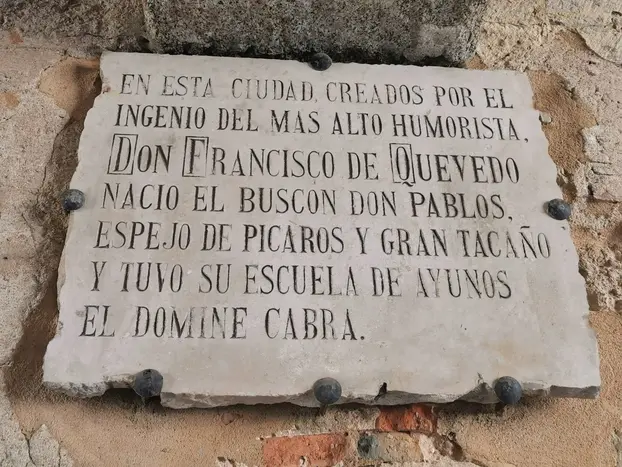 EN ESTA CIUDAD, CREADOS POR EL
INGENIO DEL MAS ALTO HUMORISTA,
DON FRANCISCO DE QUEVEDO
NACIO EL BUSCON DON PABLOS,
ESPEJO DE PICAROS Y GRAN TACAÑO
Y TUVO SU ESCUELA DE AYUNOS
EL DOMINE CABRA.